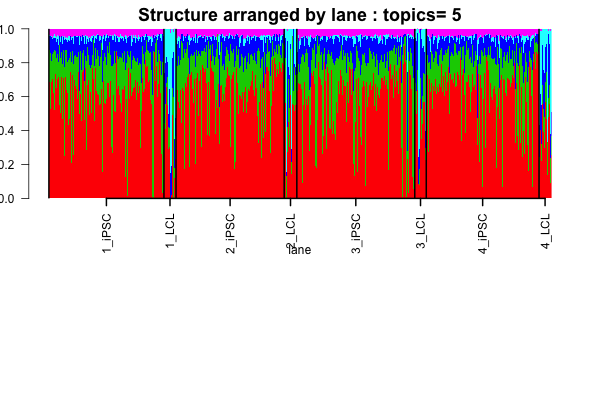 Structure arranged by lane : topics= 5
1.0
0.8
0.6
0.4
0.2
0.0
1_iPSC
1_LCL
2_iPSC
2_LCL
3_iPSC
3_LCL
4_iPSC
4_LCL
lane